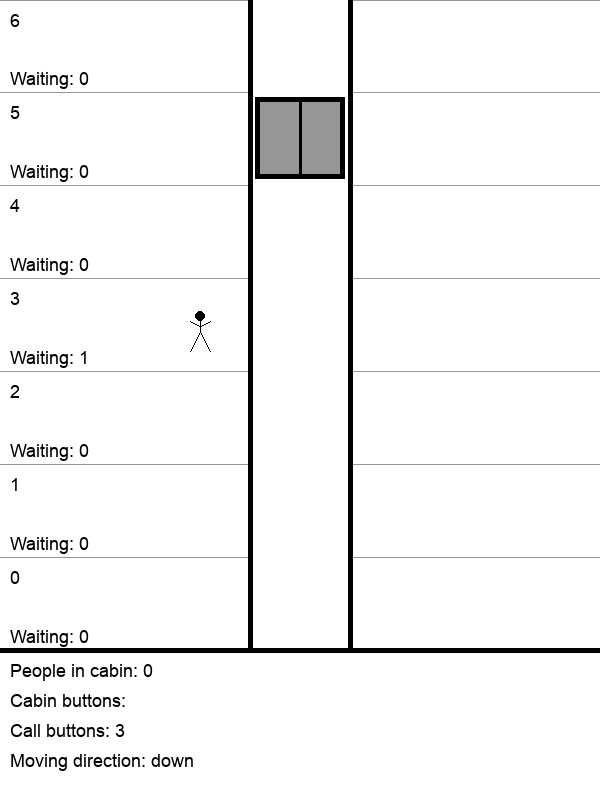 6
Waiting: 0
5
Waiting: 0
4
Waiting: 0
3
Waiting: 1
2
Waiting: 0
1
Waiting: 0
0
Waiting: 0
People in cabin: 0
Cabin buttons:
Call buttons: 3
Moving direction: down